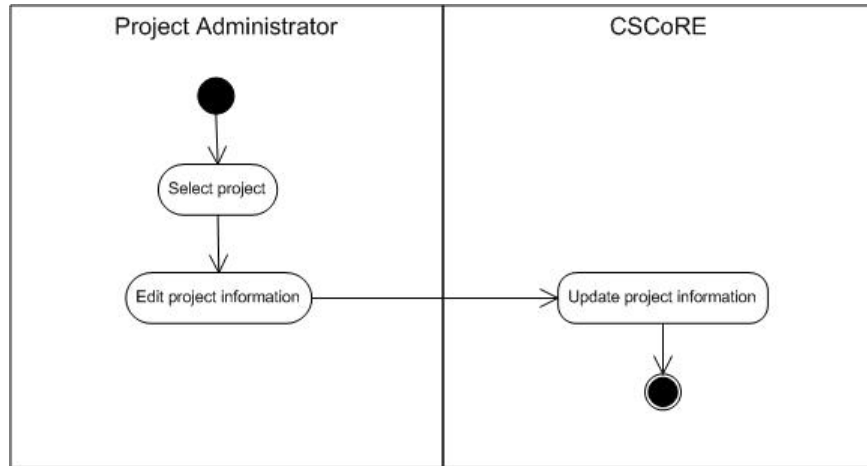 Project Administrator
CSCoRE
Select project
Edit project information
Update project information